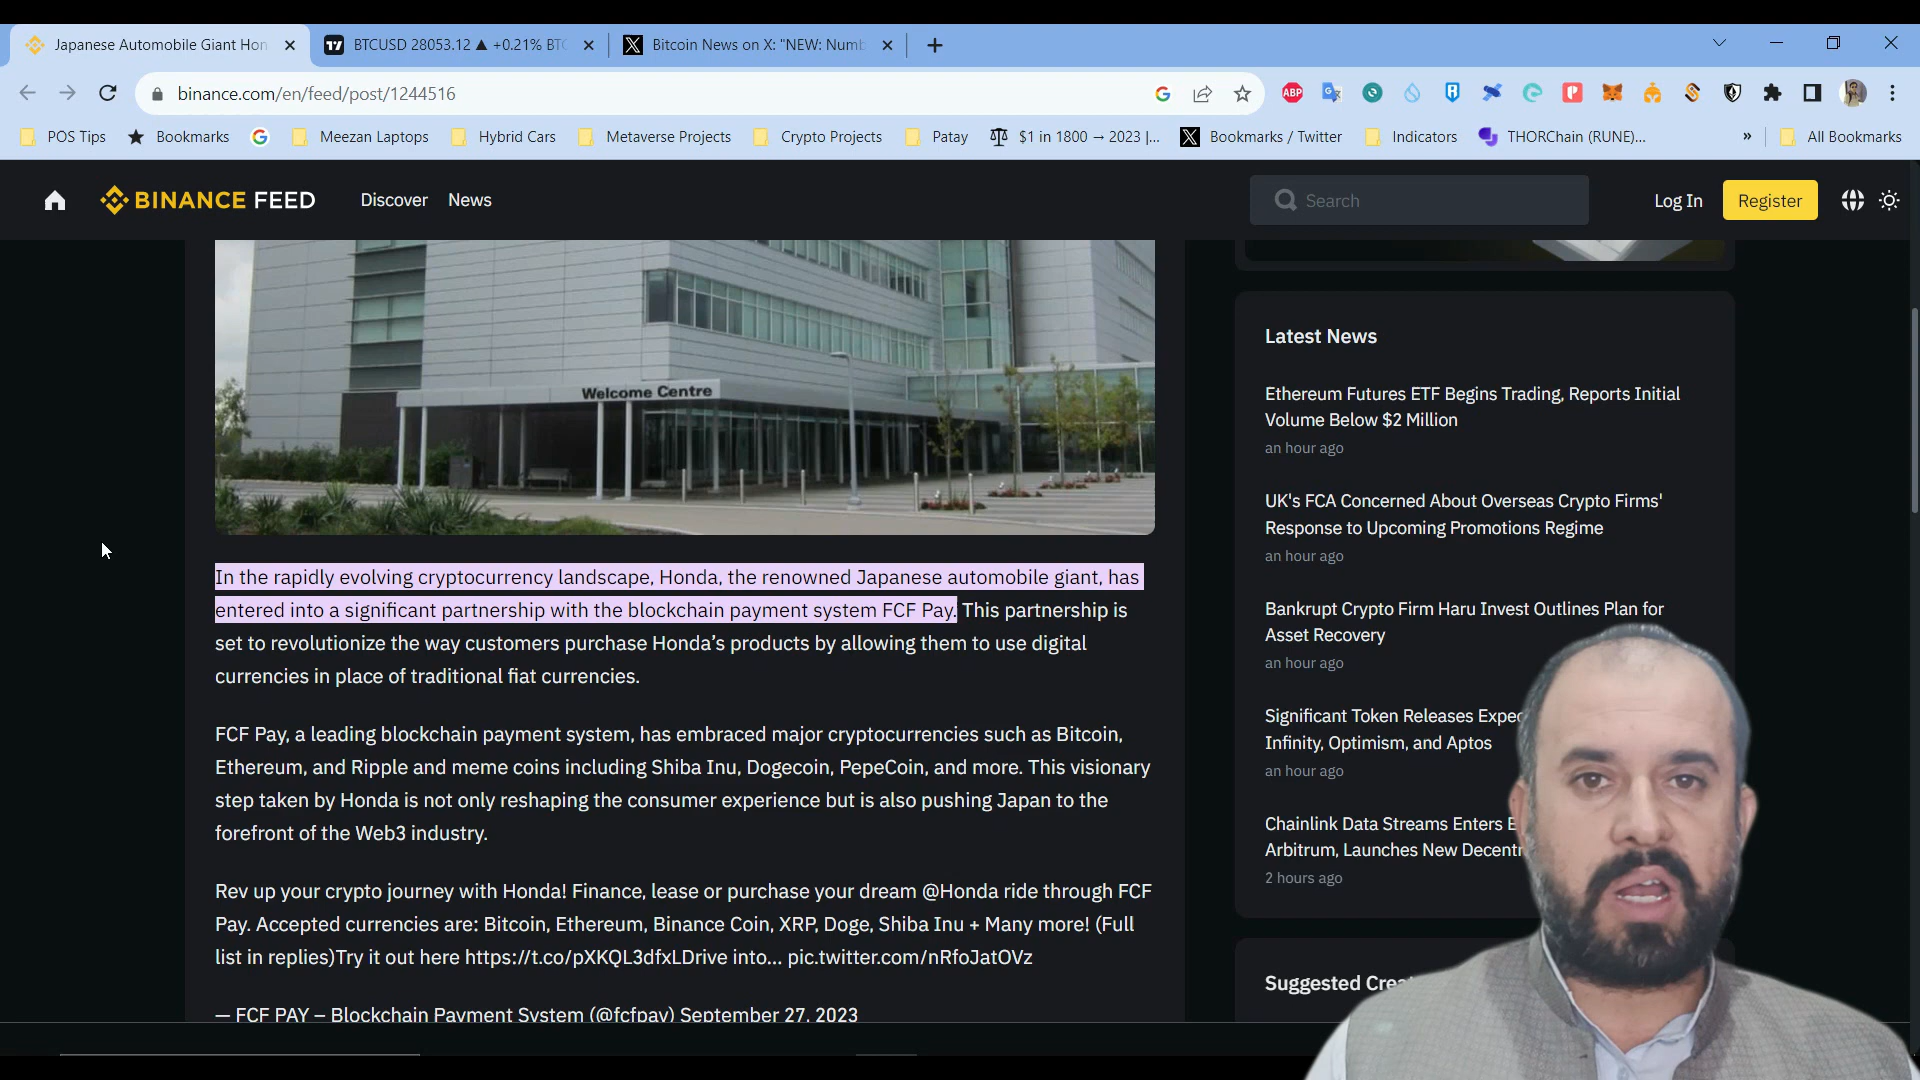 Japanese Automobile Giant Hon
BTCUSD 28053.12 ▲ +0.21% BTC
Bitcoin News on X: "NEW: Numb
binance.com/en/feed/post/1244516
ABP
POS Tips
Bookmarks
Meezan Laptops
Hybrid Cars
Metaverse Projects
Crypto Projects
Patay
$1 in 1800 → 2023 |...
Bookmarks / Twitter
Indicators
THORChain (RUNE)...
»
All Bookmarks
BINANCE FEED
Discover
News
Search
Log In
Register
Welcome Centre
In the rapidly evolving cryptocurrency landscape, Honda, the renowned Japanese automobile giant, has
entered into a significant partnership with the blockchain payment system FCF Pay. This partnership is
set to revolutionize the way customers purchase Honda’s products by allowing them to use digital
currencies in place of traditional fiat currencies.
FCF Pay, a leading blockchain payment system, has embraced major cryptocurrencies such as Bitcoin,
Ethereum, and Ripple and meme coins including Shiba Inu, Dogecoin, PepeCoin, and more. This visionary
step taken by Honda is not only reshaping the consumer experience but is also pushing Japan to the
forefront of the Web3 industry.
Rev up your crypto journey with Honda! Finance, lease or purchase your dream @Honda ride through FCF
Pay. Accepted currencies are: Bitcoin, Ethereum, Binance Coin, XRP, Doge, Shiba Inu + Many more! (Full
list in replies)Try it out here https://t.co/pXKQL3dfxLDrive into... pic.twitter.com/nRfoJatOVz
— FCF PAY – Blockchain Payment System (@fcfpay) September 27, 2023
Latest News
Ethereum Futures ETF Begins Trading, Reports Initial
Volume Below $2 Million
an hour ago
UK's FCA Concerned About Overseas Crypto Firms'
Response to Upcoming Promotions Regime
an hour ago
Bankrupt Crypto Firm Haru Invest Outlines Plan for
Asset Recovery
an hour ago
Significant Token Releases Expec
Infinity, Optimism, and Aptos
an hour ago
Chainlink Data Streams Enters E
Arbitrum, Launches New Decentr
2 hours ago
Suggested Crea